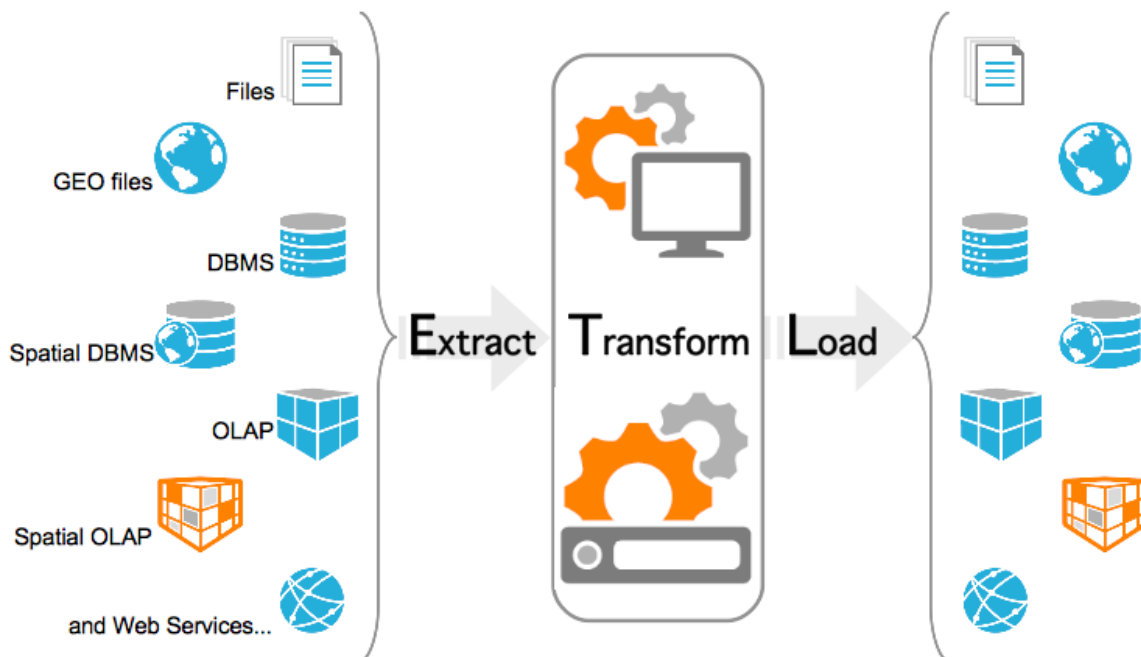 Files
GEO files
DBMS
Spatial DBMS
Extract
Transform
Load
OLAP
Spatial OLAP
and Web Services...